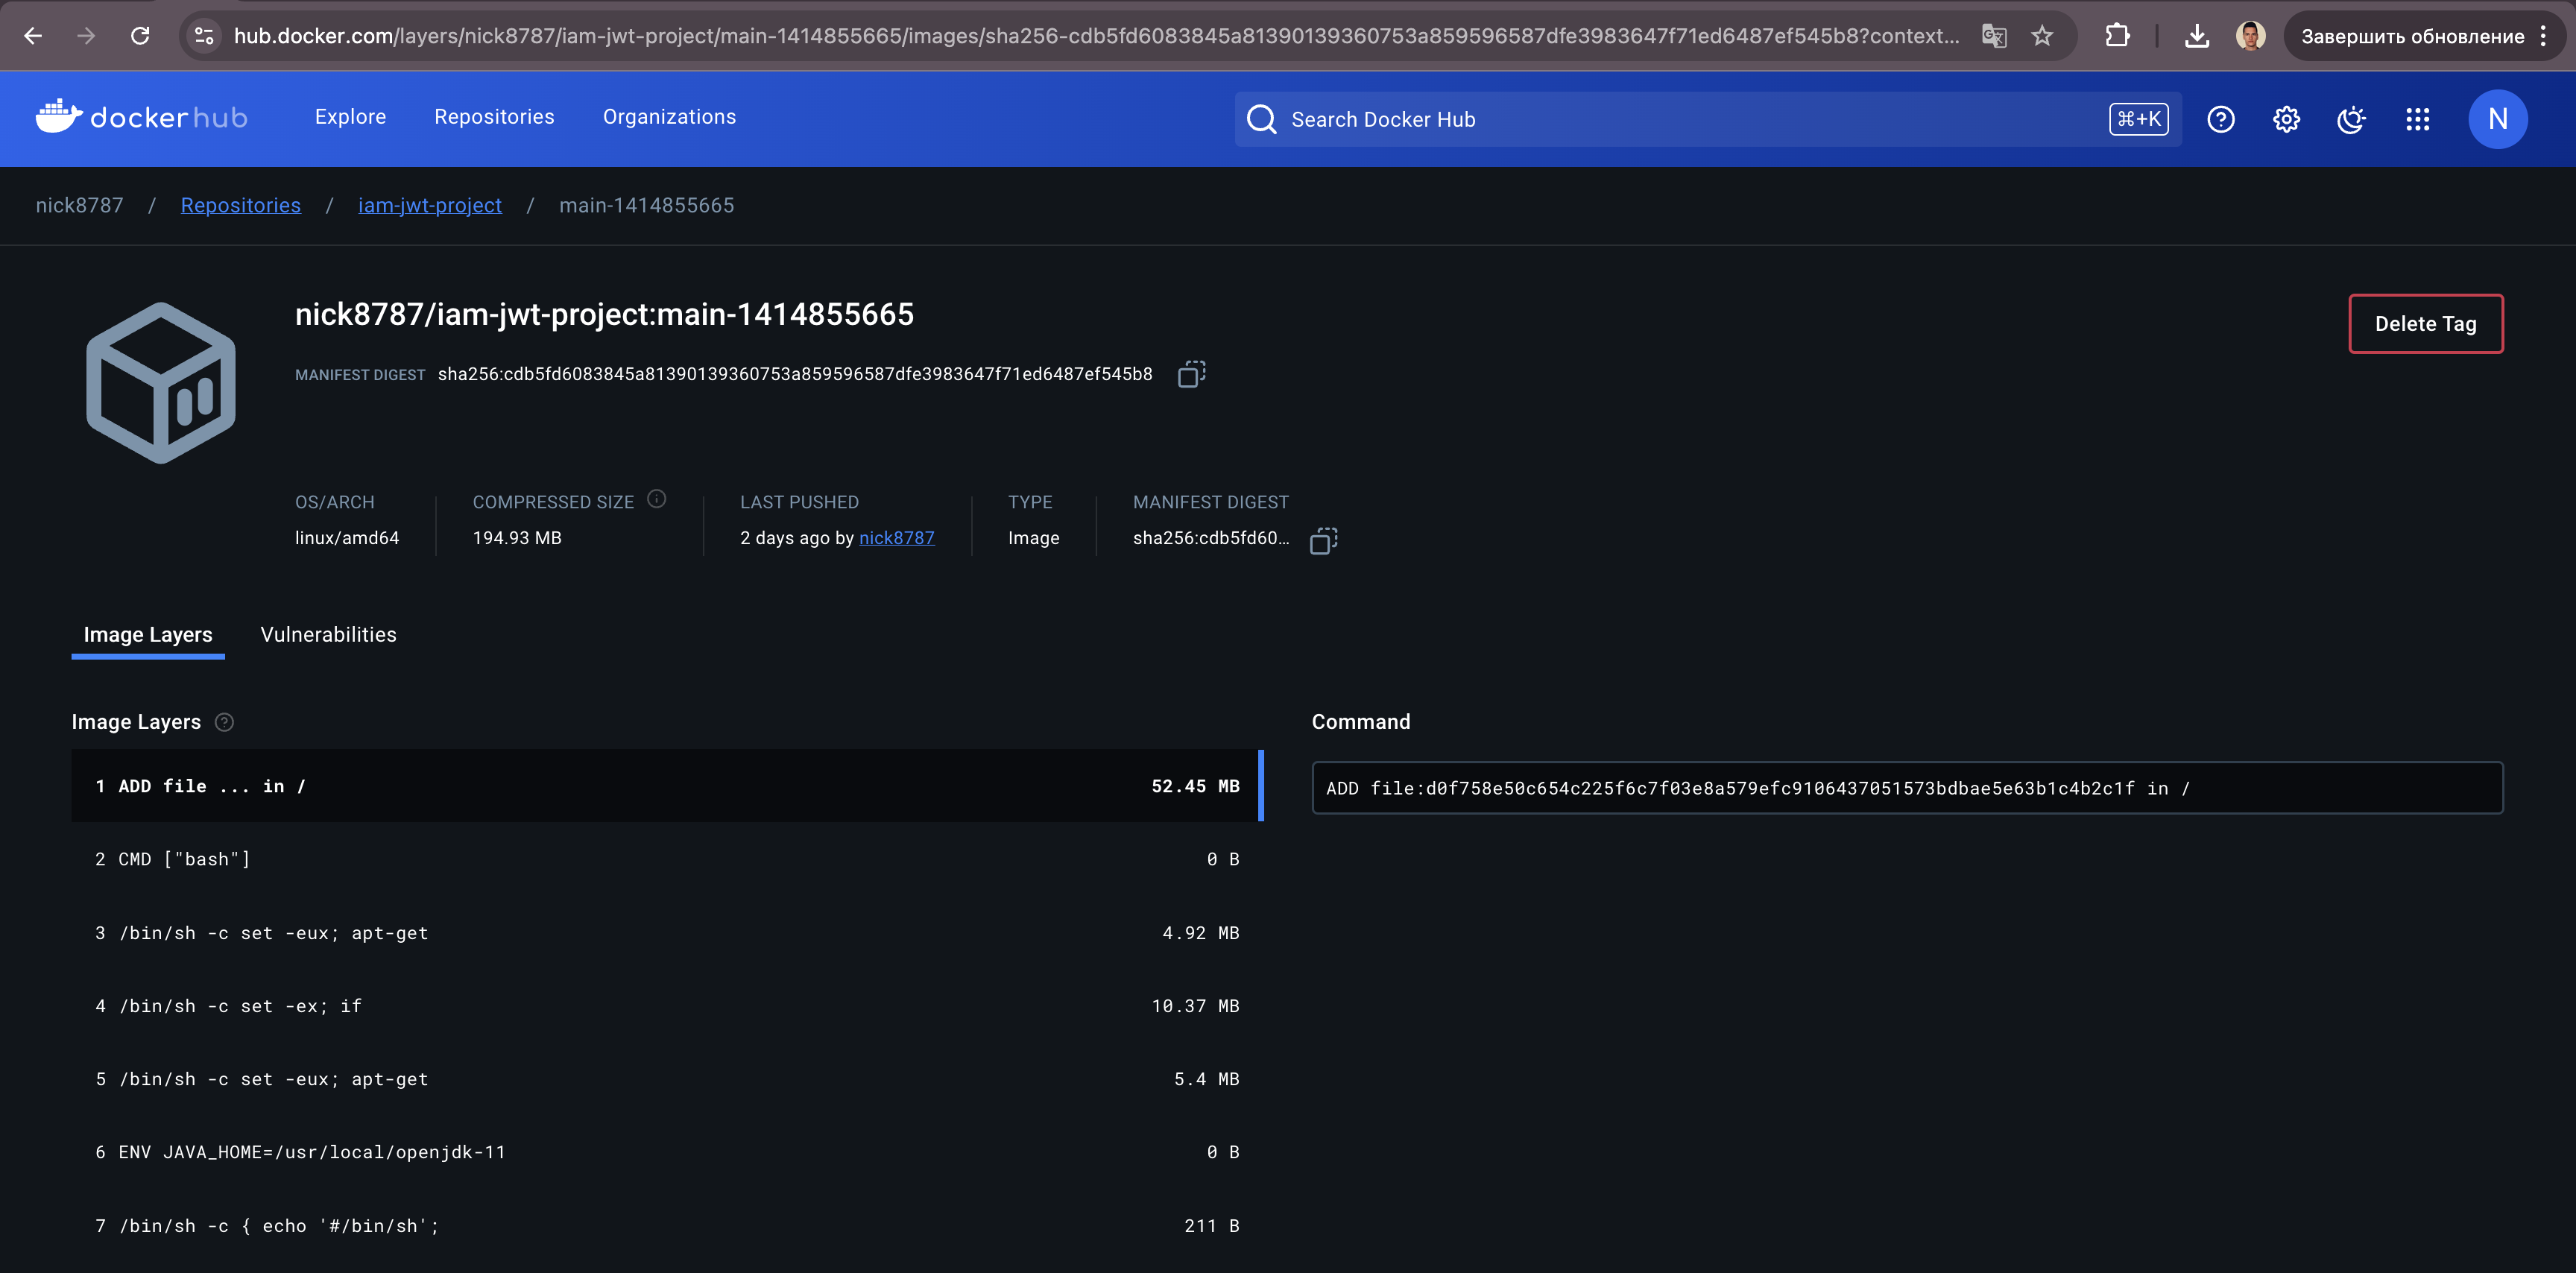 hub.docker.com/layers/nick8787/iam-jwt-project/main-1414855665/images/sha256-cdb5fd6083845a81390139360753a859596587dfe3983647f71ed6487ef545b8?context...
Завершить обновление
dockerhub Explore Repositories Organizations Search Docker Hub ⌘+K N
nick8787 / Repositories / iam-jwt-project / main-1414855665
nick8787/iam-jwt-project:main-1414855665
Delete Tag
MANIFEST DIGEST sha256:cdb5fd6083845a81390139360753a859596587dfe3983647f71ed6487ef545b8
OS/ARCH COMPRESSED SIZE LAST PUSHED TYPE MANIFEST DIGEST
linux/amd64 194.93 MB 2 days ago by nick8787 Image sha256:cdb5fd60...
Image Layers Vulnerabilities
Image Layers
Command
1 ADD file ... in / 52.45 MB
ADD file:d0f758e50c654c225f6c7f03e8a579efc9106437051573bdbae5e63b1c4b2c1f in /
2 CMD ["bash"] 0 B
3 /bin/sh -c set -eux; apt-get 4.92 MB
4 /bin/sh -c set -ex; if 10.37 MB
5 /bin/sh -c set -eux; apt-get 5.4 MB
6 ENV JAVA_HOME=/usr/local/openjdk-11 0 B
7 /bin/sh -c { echo '#/bin/sh'; 211 B